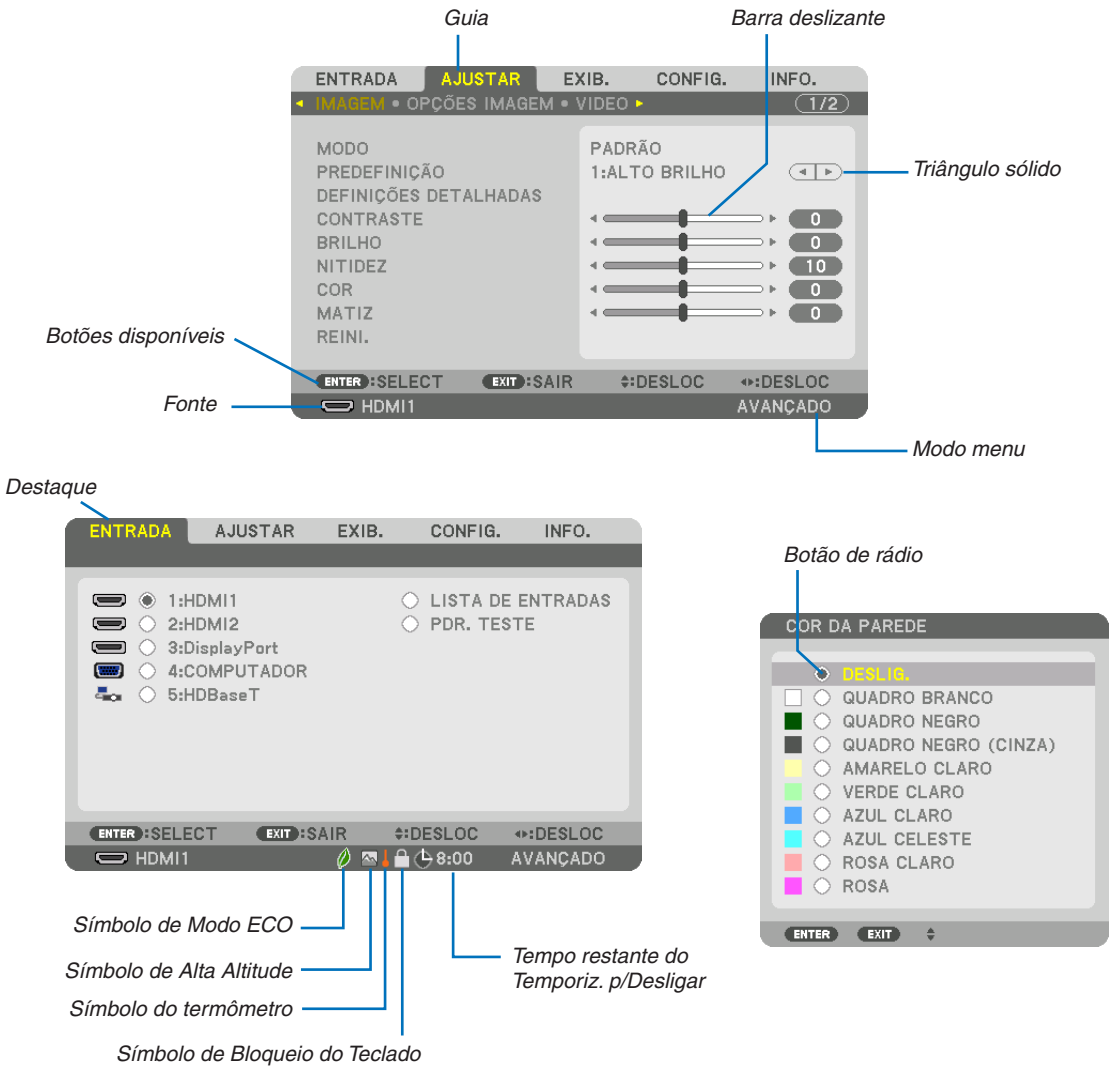 Guia
Barra deslizante
ENTRADA AJUSTAR EXIB. CONFIG. INFO.
IMAGEM • OPÇÕES IMAGEM • VIDEO 1/2
MODO PADRÃO
PREDEFINIÇÃO 1:ALTO BRILHO
Triângulo sólido
DEFINIÇÕES DETALHADAS
CONTRASTE 0
BRILHO 0
NITIDEZ 10
COR 0
MATIZ 0
REINI.
Botões disponíveis
ENTER :SELECT EXIT :SAIR :DESLOC :DESLOC
Fonte
HDMI1 AVANÇADO
Modo menu
Destaque
ENTRADA AJUSTAR EXIB. CONFIG. INFO.
1:HDMI1 LISTA DE ENTRADAS
2:HDMI2 PDR. TESTE
3:DisplayPort
4:COMPUTADOR
5:HDBaseT
ENTER :SELECT EXIT :SAIR :DESLOC :DESLOC
HDMI1 8:00 AVANÇADO
Símbolo de Modo ECO
Símbolo de Alta Altitude
Símbolo do termômetro
Símbolo de Bloqueio do Teclado
Tempo restante do
Temporiz. p/Desligar
Botão de rádio
COR DA PAREDE
DESLIG.
QUADRO BRANCO
QUADRO NEGRO
QUADRO NEGRO (CINZA)
AMARELO CLARO
VERDE CLARO
AZUL CLARO
AZUL CELESTE
ROSA CLARO
ROSA
ENTER EXIT